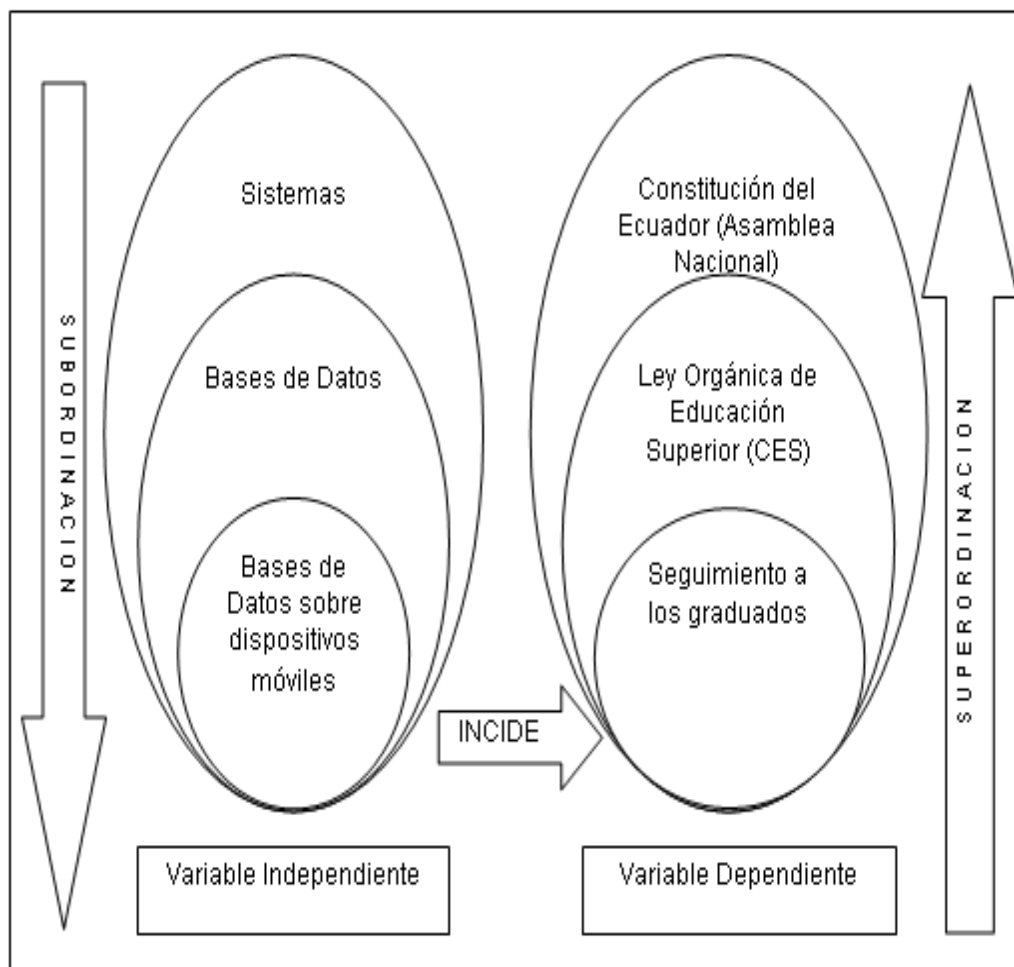 SUBORDINACION
Sistemas
Bases de Datos
Bases de
Datos sobre
dispositivos
móviles
INCIDE
Variable Independiente
Constitución del
Ecuador (Asamblea
Nacional)
Ley Orgánica de
Educación
Superior (CES)
Seguimiento a
los graduados
Variable Dependiente
SUPERORDINACION